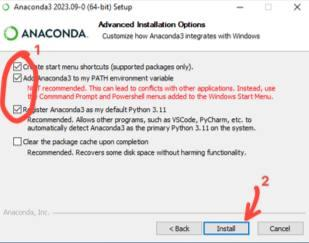 Anaconda3 2023.09-0 (64-bit) Setup
Advanced Installation Options
ANACONDA.
Customize how Anaconda3 integrates with Windows
1
Create start menu shortcuts (supported packages only).
Add Anaconda3 to my PATH environment variable
NOT recommended. This can lead to conflicts with other applications. Instead, use
the Command Prompt and Powershell menus added to the Windows Start Menu.
Register Anaconda3 as my default Python 3.11
Recommended. Allows other programs, such as VSCode, PyCharm, etc. to
automatically detect Anaconda3 as the primary Python 3.11 on the system.
Clear the package cache upon completion
Recommended. Recovers some disk space without harming functionality.
2
Anaconda, Inc.
< Back
Install
Cancel